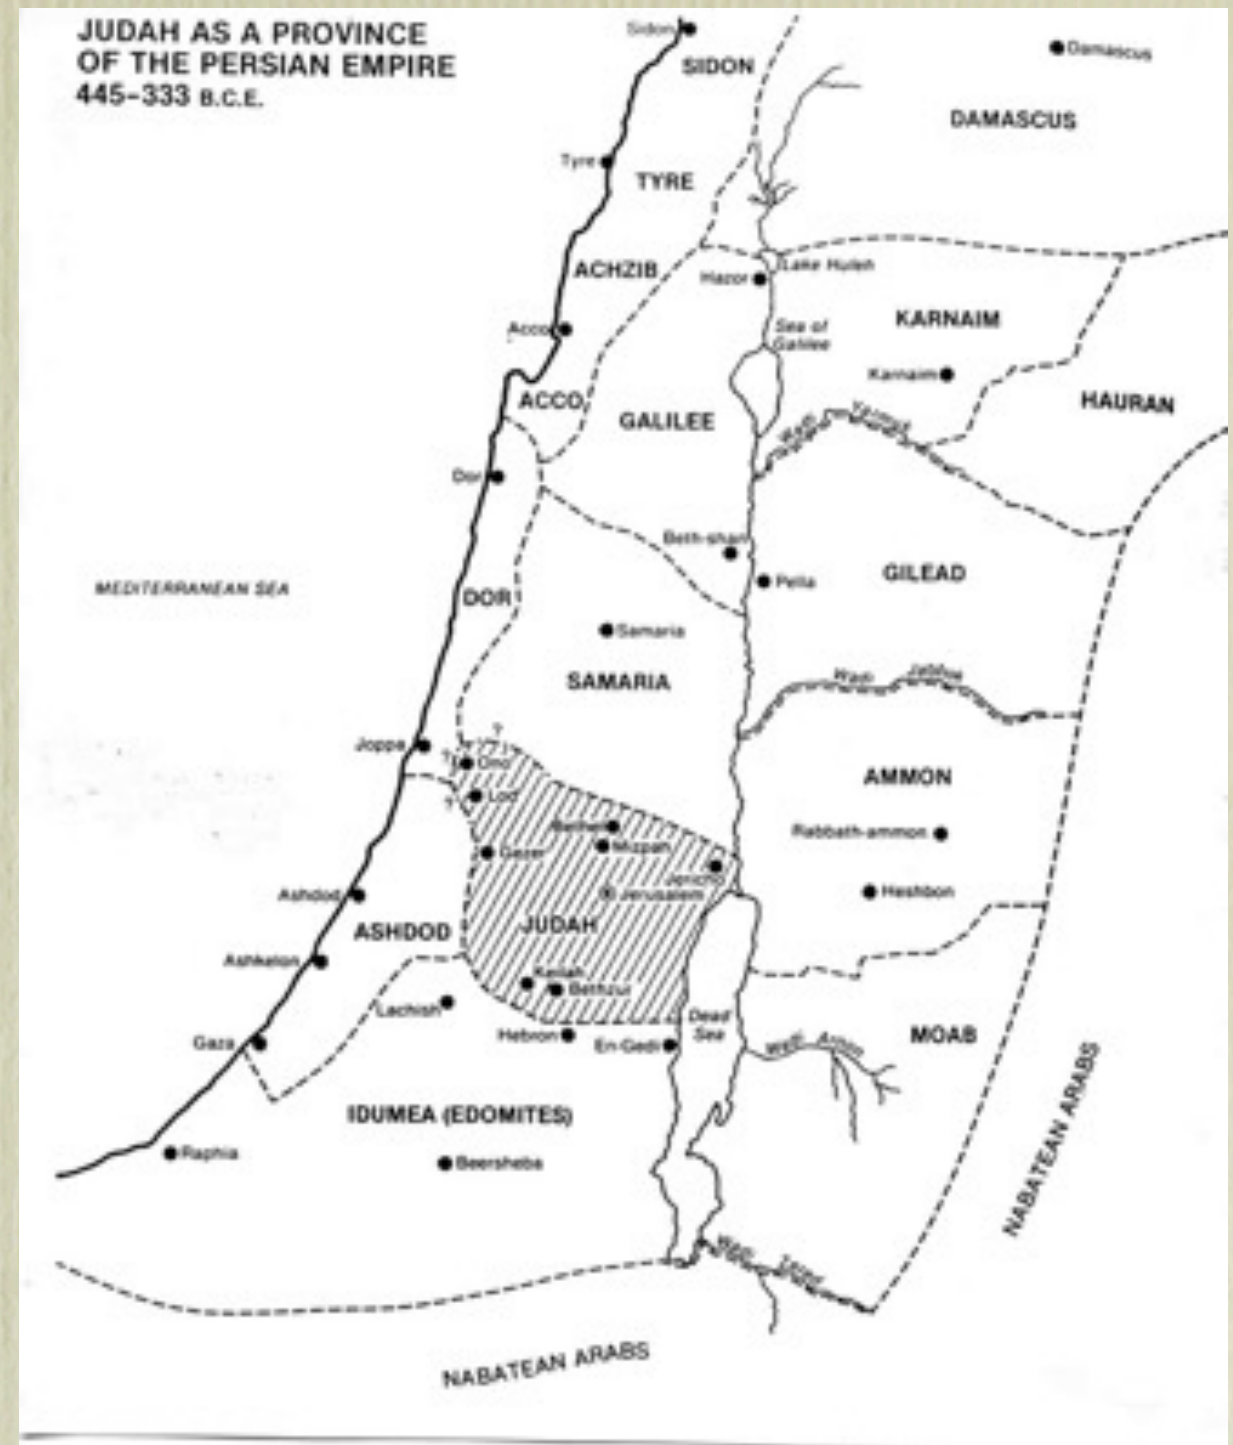 JUDAH AS A PROVINCE
OF THE PERSIAN EMPIRE
445–333 B.C.E.
Sidon
SIDON
Damascus
DAMASCUS
Tyre
TYRE
ACHZIB
Lake Huleh
Hazor
KARNAIM
Acco
Sea of
Galilee
Karnaim
ACCO
HAURAN
GALILEE
Wadi Yarmuk
Dor
Beth-shan
GILEAD
Pella
MEDITERRANEAN SEA
DOR
Samaria
SAMARIA
Wadi Jabbok
?
Joppa
?
Ono
AMMON
Lod
?
Bethel
Rabbath-ammon
Mizpah
Gezer
Jericho
Ashdod
Jerusalem
Heshbon
JUDAH
ASHDOD
Ashkelon
Keilah
Bethzur
Lachish
Dead
Sea
Hebron
En-Gedi
Gaza
MOAB
Wadi Arnon
NABATEAN ARABS
IDUMEA (EDOMITES)
Raphia
Beersheba
Wadi Zered
NABATEAN ARABS